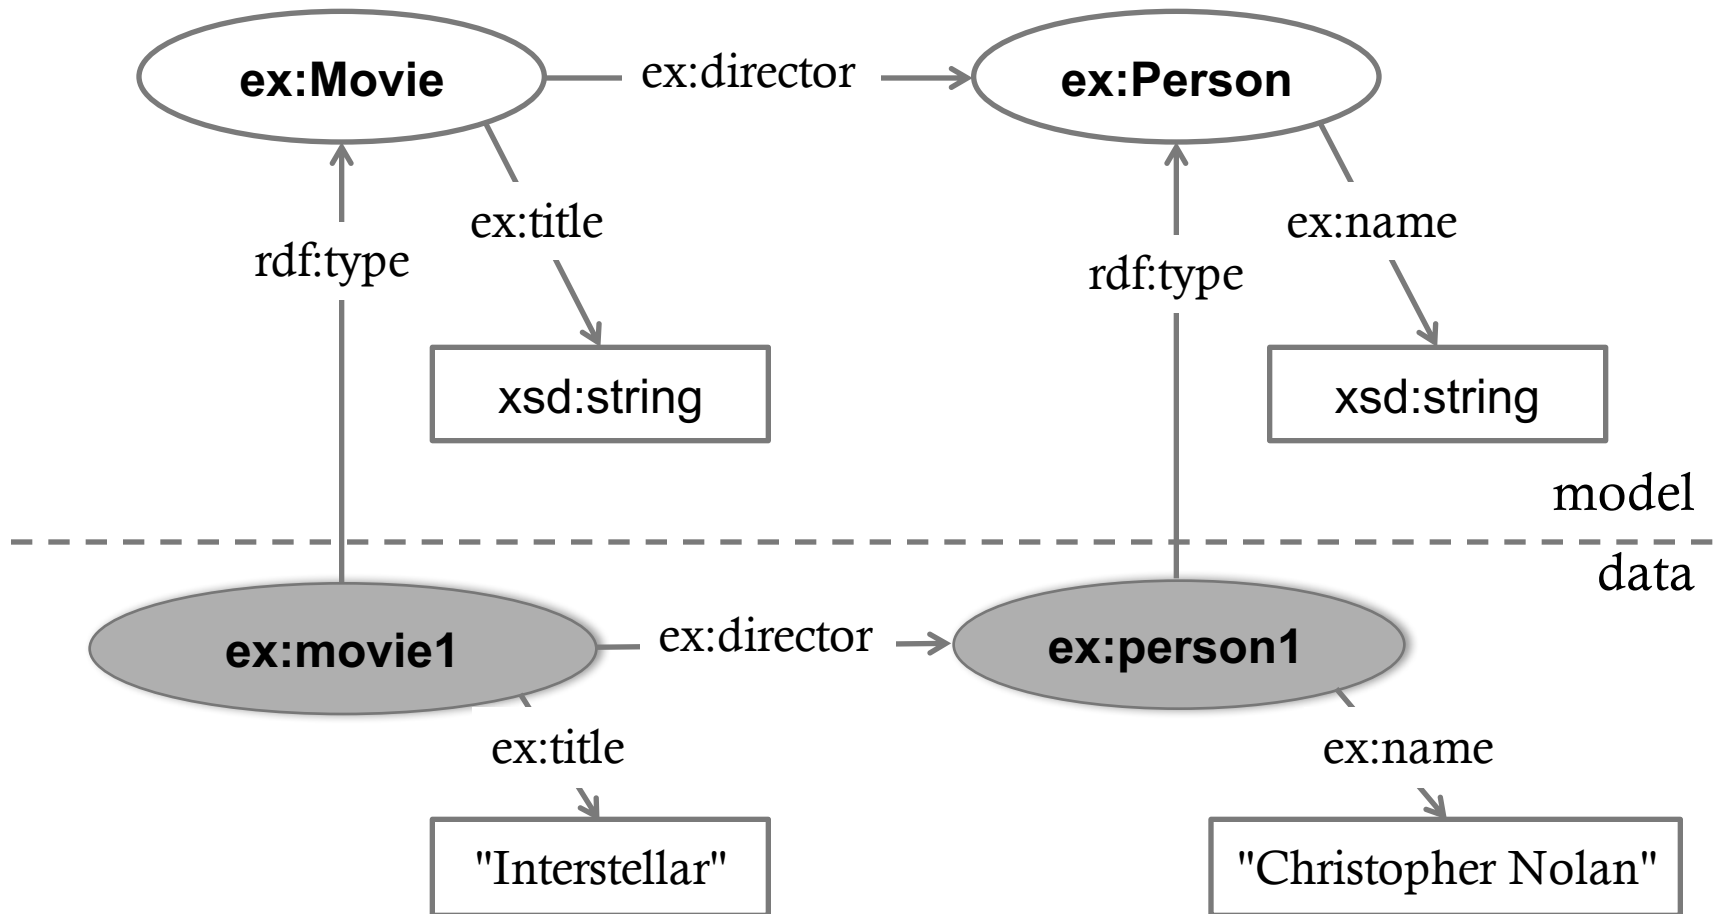 ex:Movie
ex:director
ex:Person
ex:title
ex:name
rdf:type
rdf:type
xsd:string
xsd:string
model
data
ex:movie1
ex:director
ex:person1
ex:title
ex:name
"Interstellar"
"Christopher Nolan"